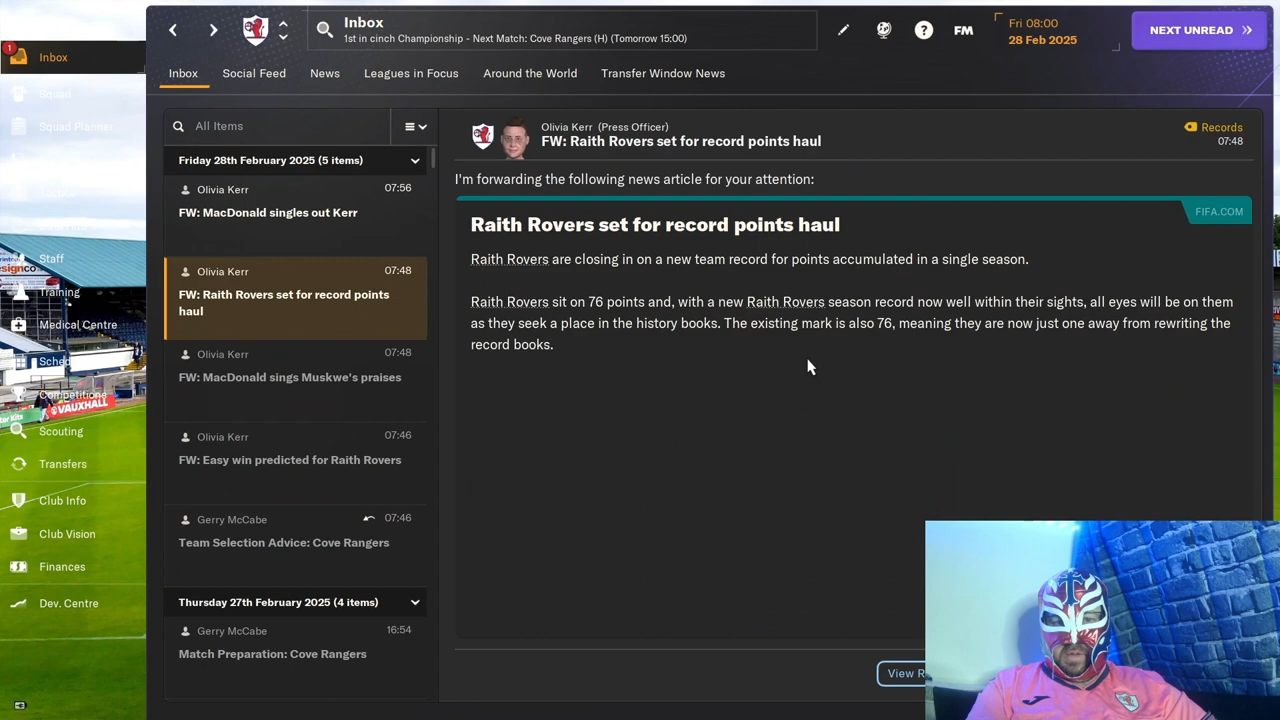 Inbox
1st in cinch Championship - Next Match: Cove Rangers (H) (Tomorrow 15:00)
?
FM
Fri 08:00
28 Feb 2025
NEXT UNREAD
1
Inbox
Squad
Squad Planner
Staff
Training
Medical Centre
Sched
Competitions
Scouting
Transfers
Club Info
Club Vision
Finances
Dev. Centre
VAUXHALL
Kits
Inbox
Social Feed
News
Leagues in Focus
Around the World
Transfer Window News
All Items
Friday 28th February 2025 (5 items)
Olivia Kerr 07:56
FW: MacDonald singles out Kerr
Olivia Kerr 07:48
FW: Raith Rovers set for record points
haul
Olivia Kerr 07:48
FW: MacDonald sings Muskwe's praises
Olivia Kerr 07:46
FW: Easy win predicted for Raith Rovers
Gerry McCabe 07:46
Team Selection Advice: Cove Rangers
Thursday 27th February 2025 (4 items)
Gerry McCabe 16:54
Match Preparation: Cove Rangers
Olivia Kerr (Press Officer)
FW: Raith Rovers set for record points haul
Records
07:48
I'm forwarding the following news article for your attention:
FIFA.COM
Raith Rovers set for record points haul
Raith Rovers are closing in on a new team record for points accumulated in a single season.
Raith Rovers sit on 76 points and, with a new Raith Rovers season record now well within their sights, all eyes will be on them
as they seek a place in the history books. The existing mark is also 76, meaning they are now just one away from rewriting the
record books.
View R